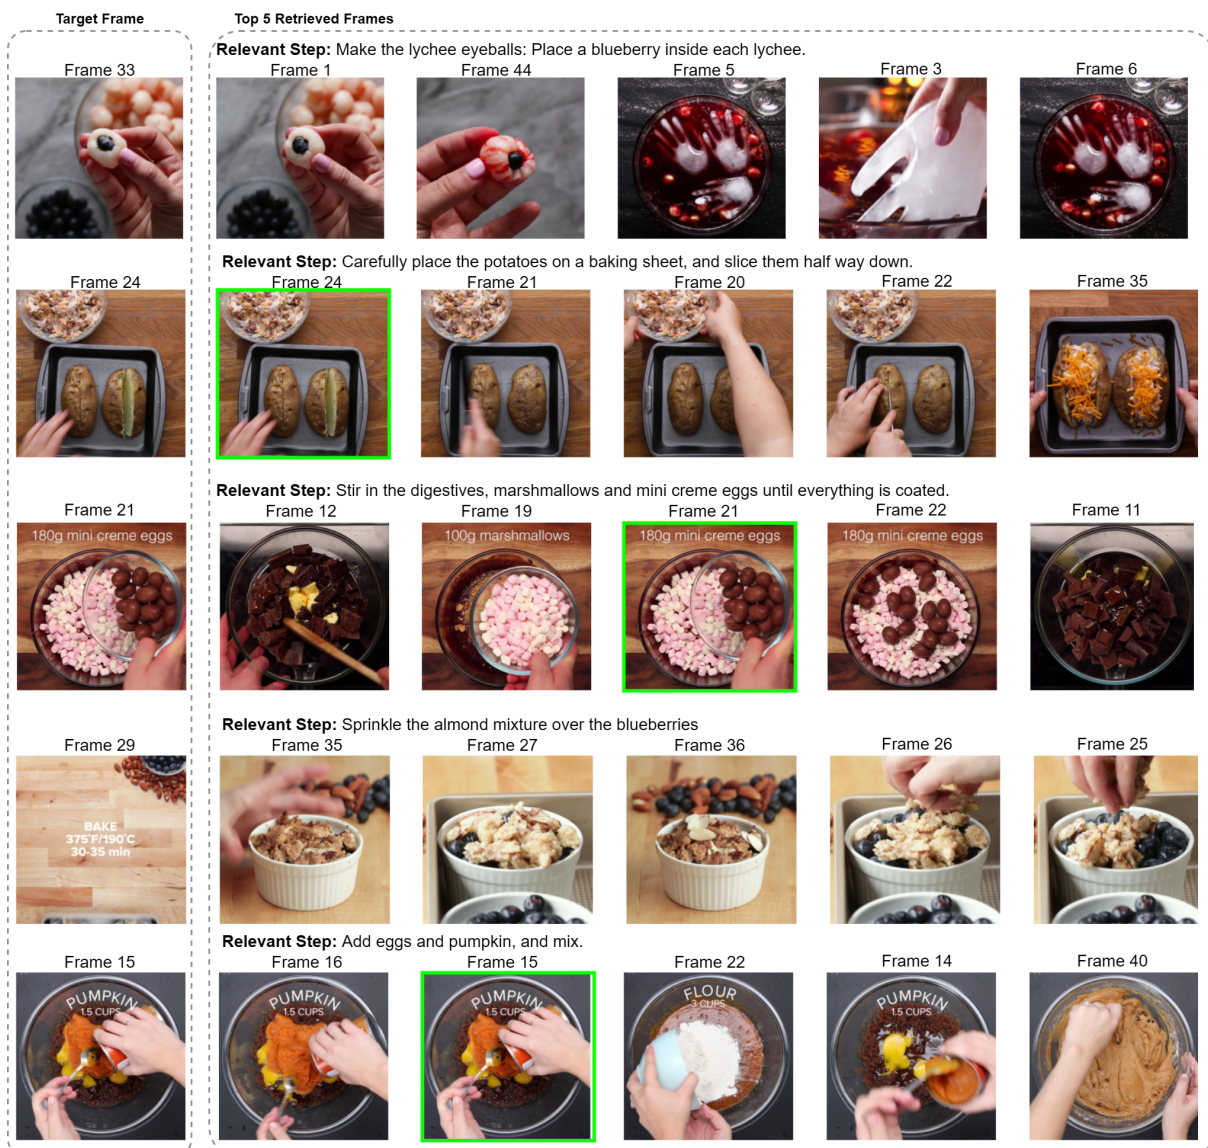 Target Frame
Top 5 Retrieved Frames
Relevant Step: Make the lychee eyeballs: Place a blueberry inside each lychee.
Frame 33
Frame 1
Frame 44
Frame 5
Frame 3
Frame 6
Relevant Step: Carefully place the potatoes on a baking sheet, and slice them half way down.
Frame 24
Frame 24
Frame 21
Frame 20
Frame 22
Frame 35
Relevant Step: Stir in the digestives, marshmallows and mini creme eggs until everything is coated.
Frame 21
Frame 12
Frame 19
Frame 21
Frame 22
Frame 11
180g mini creme eggs
100g marshmallows
180g mini creme eggs
180g mini creme eggs
Relevant Step: Sprinkle the almond mixture over the blueberries
Frame 29
Frame 35
Frame 27
Frame 36
Frame 26
Frame 25
BAKE
375°F/190°C
30-35 min
Relevant Step: Add eggs and pumpkin, and mix.
Frame 15
Frame 16
Frame 15
Frame 22
Frame 14
Frame 40
PUMPKIN
1.5 CUPS
PUMPKIN
1.5 CUPS
PUMPKIN
1.5 CUPS
FLOUR
3 CUPS
PUMPKIN
1.5 CUPS